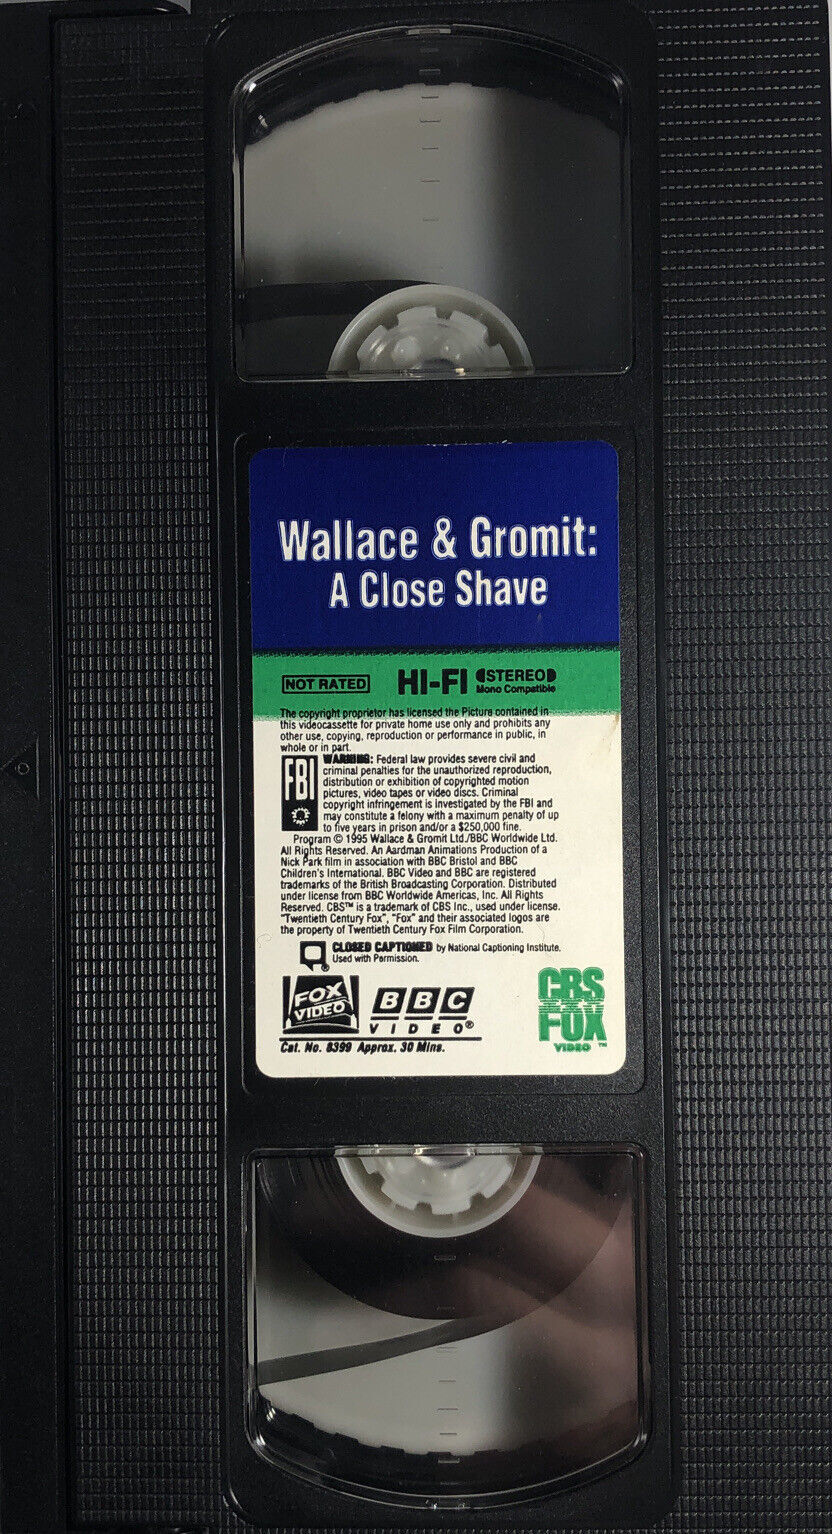 Wallace & Gromit:
A Close Shave
NOT RATED HI-FI STEREO
Mono Compatible
The copyright proprietor has licensed the Picture contained in
this videocassette for private home use only and prohibits any
other use, copying, reproduction or performance in public, in
whole or in part.
FBI
WARNING: Federal law provides severe civil and
criminal penalties for the unauthorized reproduction,
distribution or exhibition of copyrighted motion
pictures, video tapes or video discs. Criminal
copyright infringement is investigated by the FBI and
may constitute a felony with a maximum penalty of up
to five years in prison and/or a $250,000 fine.
Program © 1995 Wallace & Gromit Ltd./BBC Worldwide Ltd.
All Rights Reserved. An Aardman Animations Production of a
Nick Park film in association with BBC Bristol and BBC
Children's International. BBC Video and BBC are registered
trademarks of the British Broadcasting Corporation. Distributed
under license from BBC Worldwide Americas, Inc. All Rights
Reserved. CBS™ is a trademark of CBS Inc., used under license.
"Twentieth Century Fox", "Fox" and their associated logos are
the property of Twentieth Century Fox Film Corporation.
CLOSED CAPTIONED by National Captioning Institute.
® Used with Permission.
FOX
VIDEO
BBC
VIDEO®
CBS
FOX
VIDEO ™
Cat. No. 8399 Approx. 30 Mins.